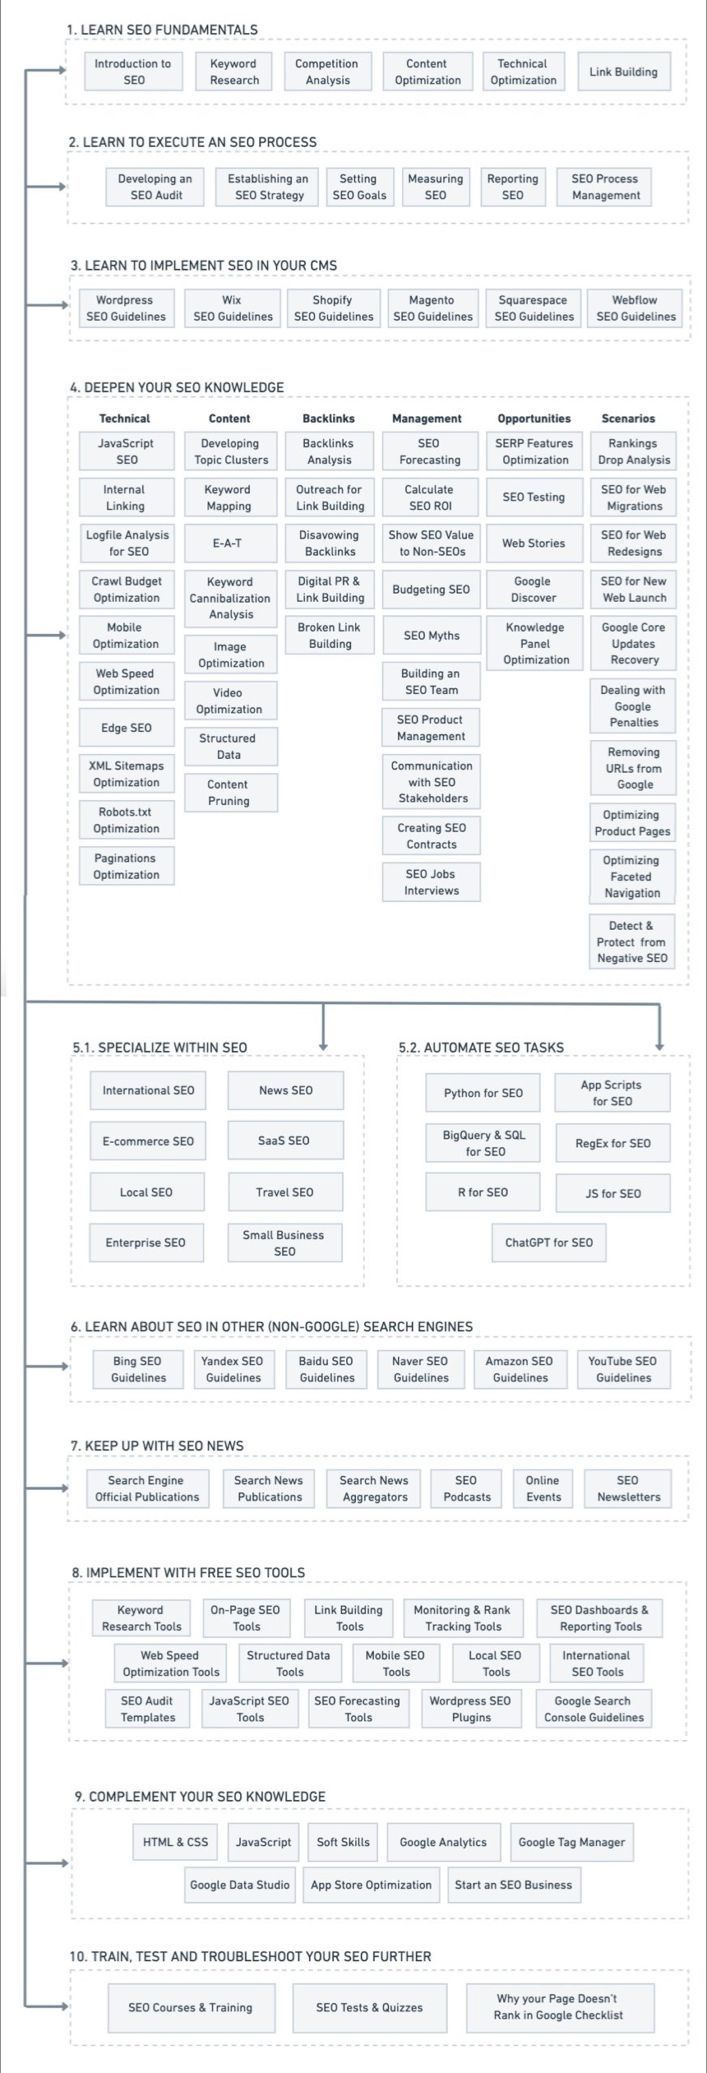 1. LEARN SEO FUNDAMENTALS
Introduction to
SEO
Keyword
Research
Competition
Analysis
Content
Optimization
Technical
Optimization
Link Building
2. LEARN TO EXECUTE AN SEO PROCESS
Developing an
SEO Audit
Establishing an
SEO Strategy
Setting
SEO Goals
Measuring
SEO
Reporting
SEO
SEO Process
Management
3. LEARN TO IMPLEMENT SEO IN YOUR CMS
Wordpress
SEO Guidelines
Wix
SEO Guidelines
Shopify
SEO Guidelines
Magento
SEO Guidelines
Squarespace
SEO Guidelines
Webflow
SEO Guidelines
4. DEEPEN YOUR SEO KNOWLEDGE
Technical
JavaScript
SEO
Internal
Linking
Logfile Analysis
for SEO
Crawl Budget
Optimization
Mobile
Optimization
Web Speed
Optimization
Edge SEO
XML Sitemaps
Optimization
Robots.txt
Optimization
Paginations
Optimization
Content
Developing
Topic Clusters
Keyword
Mapping
E-A-T
Keyword
Cannibalization
Analysis
Image
Optimization
Video
Optimization
Structured
Data
Content
Pruning
Backlinks
Backlinks
Analysis
Outreach for
Link Building
Disavowing
Backlinks
Digital PR &
Link Building
Broken Link
Building
Management
SEO
Forecasting
Calculate
SEO ROI
Show SEO Value
to Non-SEOs
Budgeting SEO
SEO Myths
Building an
SEO Team
SEO Product
Management
Communication
with SEO
Stakeholders
Creating SEO
Contracts
SEO Jobs
Interviews
Opportunities
SERP Features
Optimization
SEO Testing
Web Stories
Google
Discover
Knowledge
Panel
Optimization
Scenarios
Rankings
Drop Analysis
SEO for Web
Migrations
SEO for Web
Redesigns
SEO for New
Web Launch
Google Core
Updates
Recovery
Dealing with
Google
Penalties
Removing
URLs from
Google
Optimizing
Product Pages
Optimizing
Faceted
Navigation
Detect &
Protect from
Negative SEO
5.1. SPECIALIZE WITHIN SEO
International SEO
News SEO
E-commerce SEO
SaaS SEO
Local SEO
Travel SEO
Enterprise SEO
Small Business
SEO
5.2. AUTOMATE SEO TASKS
Python for SEO
App Scripts
for SEO
BigQuery & SQL
for SEO
RegEx for SEO
R for SEO
JS for SEO
ChatGPT for SEO
6. LEARN ABOUT SEO IN OTHER (NON-GOOGLE) SEARCH ENGINES
Bing SEO
Guidelines
Yandex SEO
Guidelines
Baidu SEO
Guidelines
Naver SEO
Guidelines
Amazon SEO
Guidelines
YouTube SEO
Guidelines
7. KEEP UP WITH SEO NEWS
Search Engine
Official Publications
Search News
Publications
Search News
Aggregators
SEO
Podcasts
Online
Events
SEO
Newsletters
8. IMPLEMENT WITH FREE SEO TOOLS
Keyword
Research Tools
On-Page SEO
Tools
Link Building
Tools
Monitoring & Rank
Tracking Tools
SEO Dashboards &
Reporting Tools
Web Speed
Optimization Tools
Structured Data
Tools
Mobile SEO
Tools
Local SEO
Tools
International
SEO Tools
SEO Audit
Templates
JavaScript SEO
Tools
SEO Forecasting
Tools
Wordpress SEO
Plugins
Google Search
Console Guidelines
9. COMPLEMENT YOUR SEO KNOWLEDGE
HTML & CSS
JavaScript
Soft Skills
Google Analytics
Google Tag Manager
Google Data Studio
App Store Optimization
Start an SEO Business
10. TRAIN, TEST AND TROUBLESHOOT YOUR SEO FURTHER
SEO Courses & Training
SEO Tests & Quizzes
Why your Page Doesn't
Rank in Google Checklist